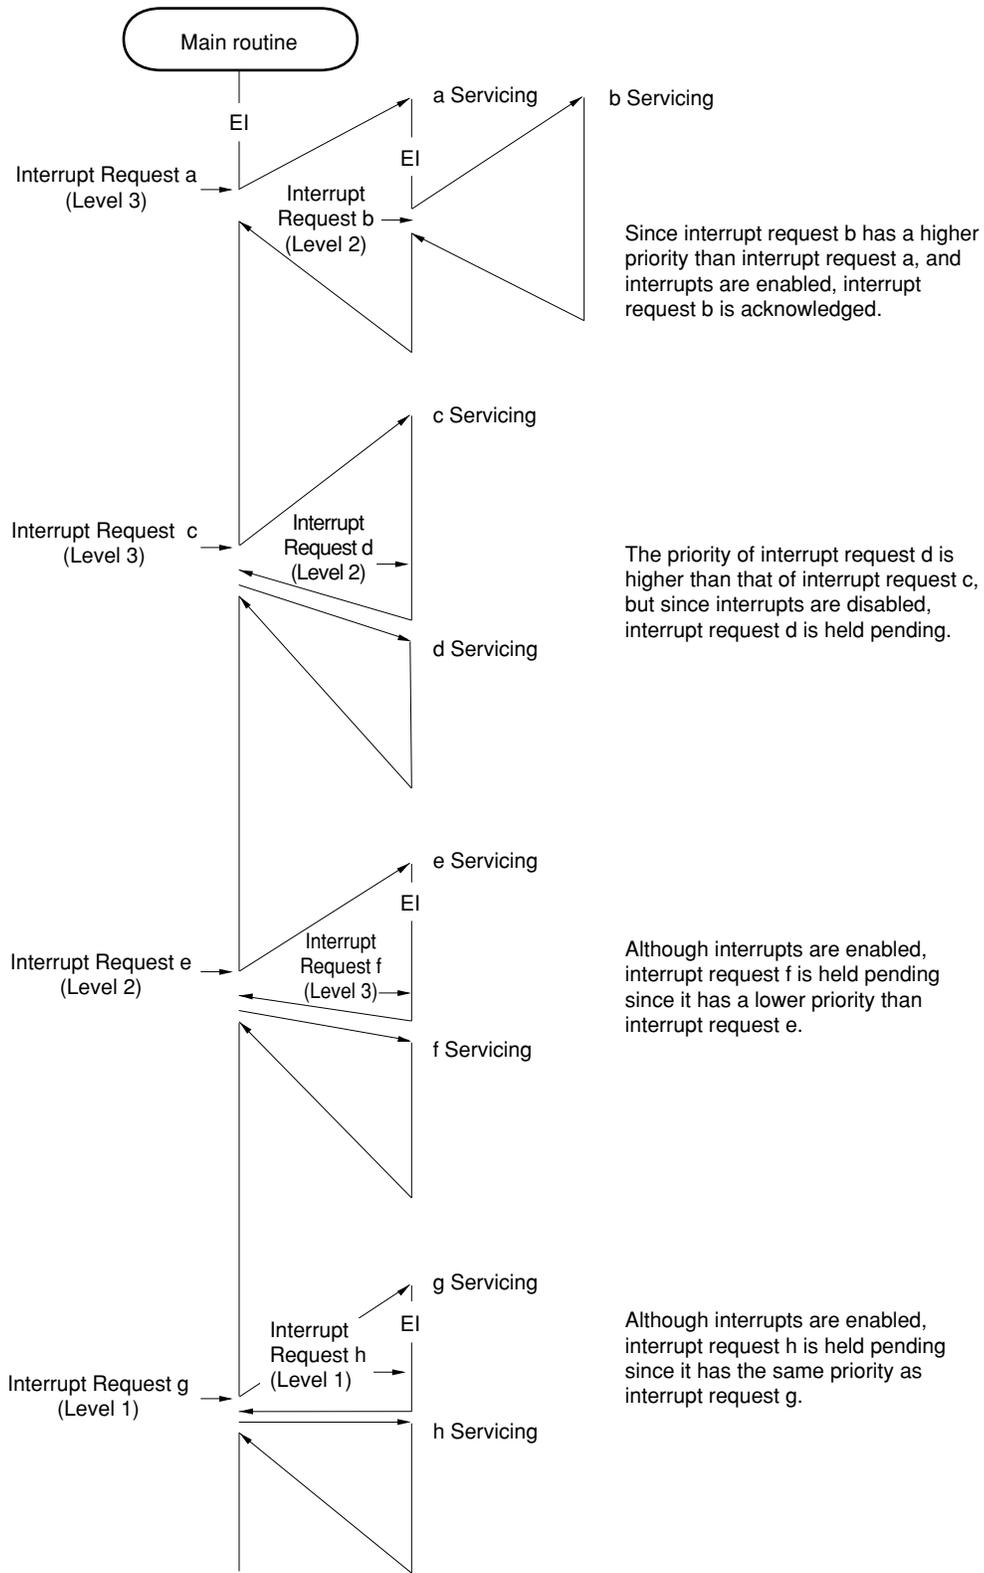 Main routine
EI
a Servicing
b Servicing
EI
Interrupt Request a
(Level 3)
Interrupt
Request b
(Level 2)
Since interrupt request b has a higher
priority than interrupt request a, and
interrupts are enabled, interrupt
request b is acknowledged.
c Servicing
Interrupt Request c
(Level 3)
Interrupt
Request d
(Level 2)
The priority of interrupt request d is
higher than that of interrupt request c,
but since interrupts are disabled,
interrupt request d is held pending.
d Servicing
e Servicing
EI
Interrupt Request e
(Level 2)
Interrupt
Request f
(Level 3)
Although interrupts are enabled,
interrupt request f is held pending
since it has a lower priority than
interrupt request e.
f Servicing
g Servicing
EI
Interrupt
Request h
(Level 1)
Interrupt Request g
(Level 1)
Although interrupts are enabled,
interrupt request h is held pending
since it has the same priority as
interrupt request g.
h Servicing